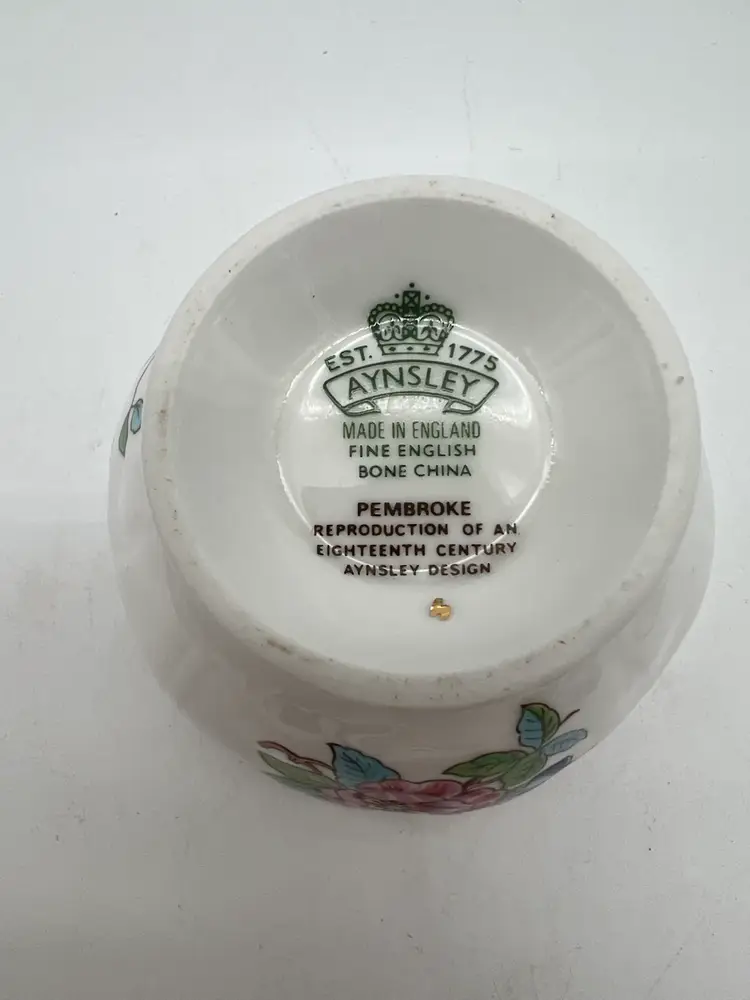 EST. 1775
AYNSLEY
MADE IN ENGLAND
FINE ENGLISH
BONE CHINA
PEMBROKE
REPRODUCTION OF AN
EIGHTEENTH CENTURY
AYNSLEY DESIGN